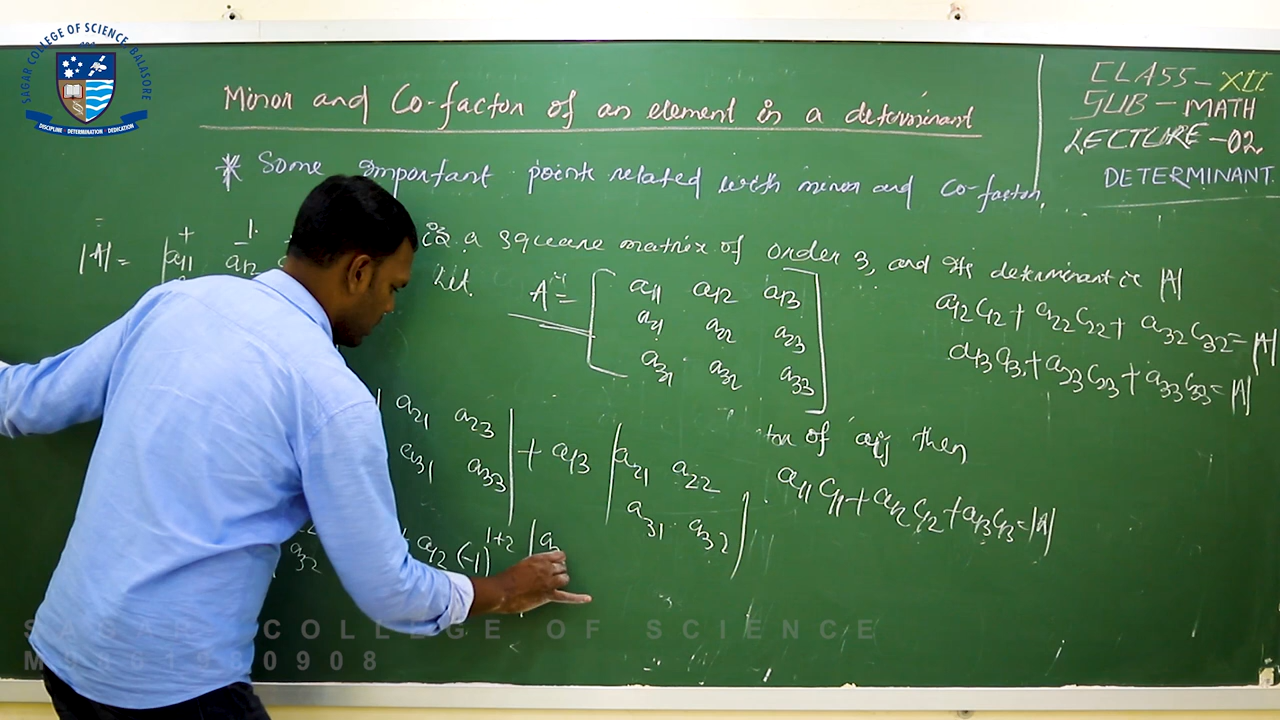 SAGAR COLLEGE OF SCIENCE, BALASORE
DISCIPLINE · DETERMINATION · DEDICATION
CLASS - XII
SUB - MATH
LECTURE - 02
DETERMINANT.
Minor and Co-factor of an element in a determinant
* Some important points related with minor and co-factor.
is a square matrix of order 3, and its determinant is |A|
|A| = | a11 a12
+ -
Let A = [ a11 a12 a13
a21 a22 a23
a31 a32 a33 ]
a12 c12 + a22 c22 + a32 c32 = |A|
a13 c13 + a23 c23 + a33 c33 = |A|
| a21 a23
a31 a33 | + a13 | a21 a22
a31 a32 |
of aij then
a11 c11 + a12 c12 + a13 c13 = |A|
a32 + a12 (-1)^1+2 | a
SAGAR COLLEGE OF SCIENCE